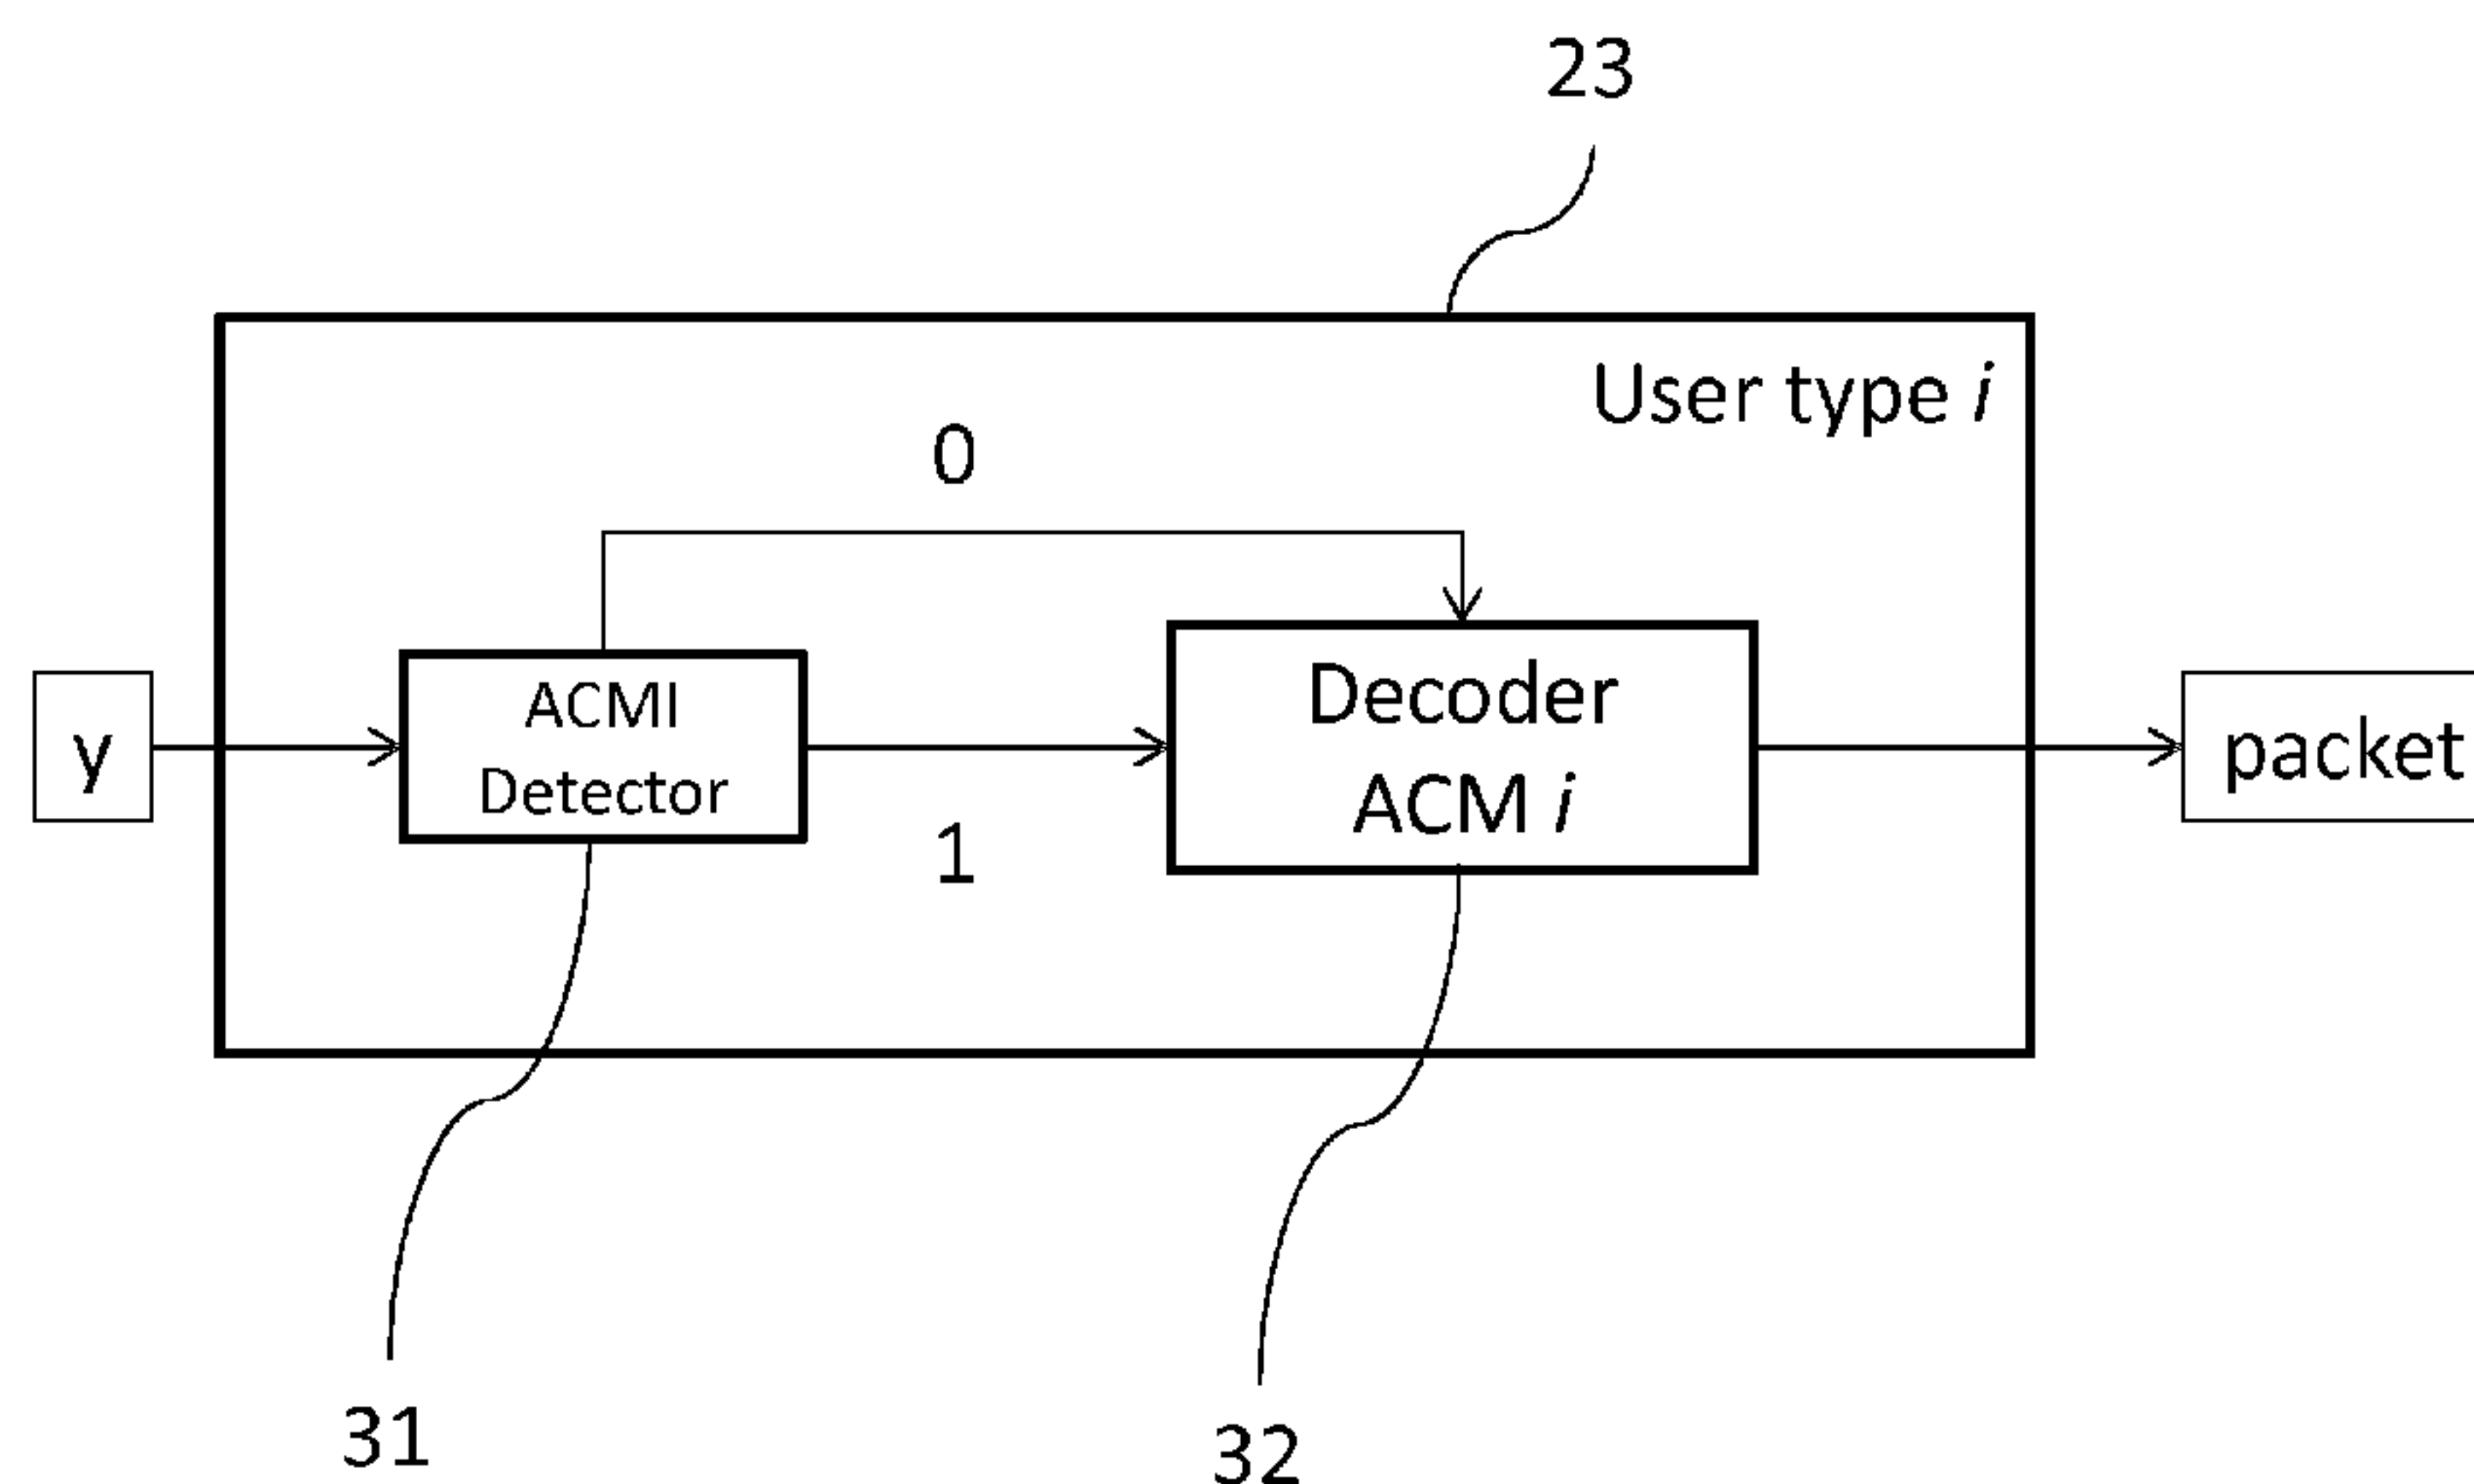 23
User type i
0
y
ACMI
Detector
1
Decoder
ACM i
packet
31
32